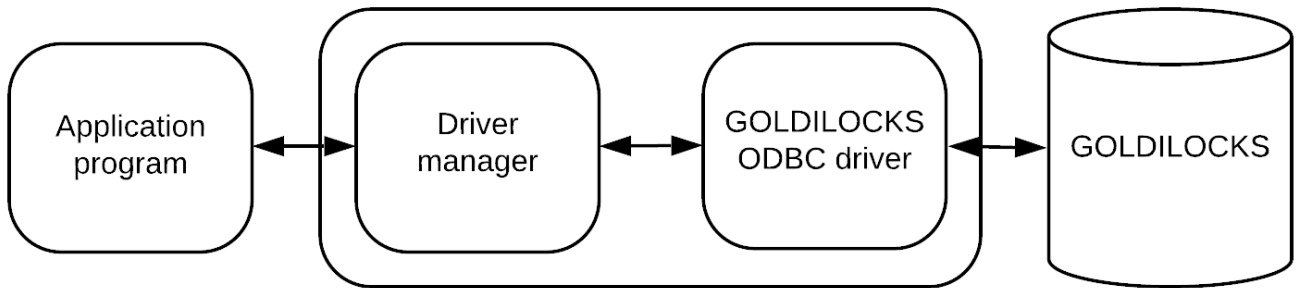 Application
program
Driver
manager
GOLDILOCKS
ODBC driver
GOLDILOCKS